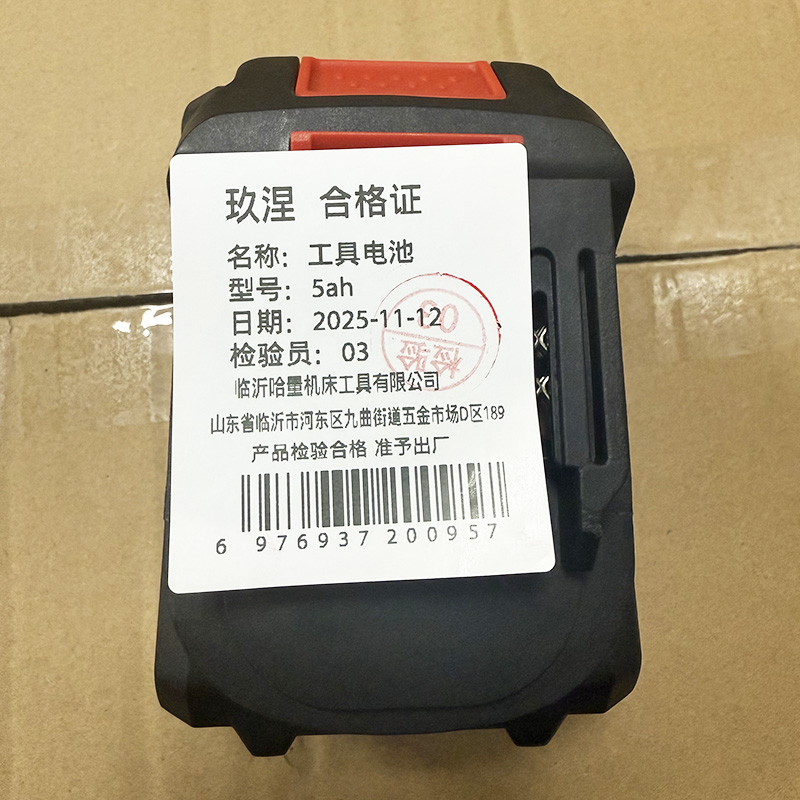 玖涅 合格证
名称：工具电池
型号：5ah
日期：2025-11-12
检验员：03
检验
03
临沂哈量机床工具有限公司
山东省临沂市河东区九曲街道五金市场D区189
产品检验合格 准予出厂
6 976937 200957